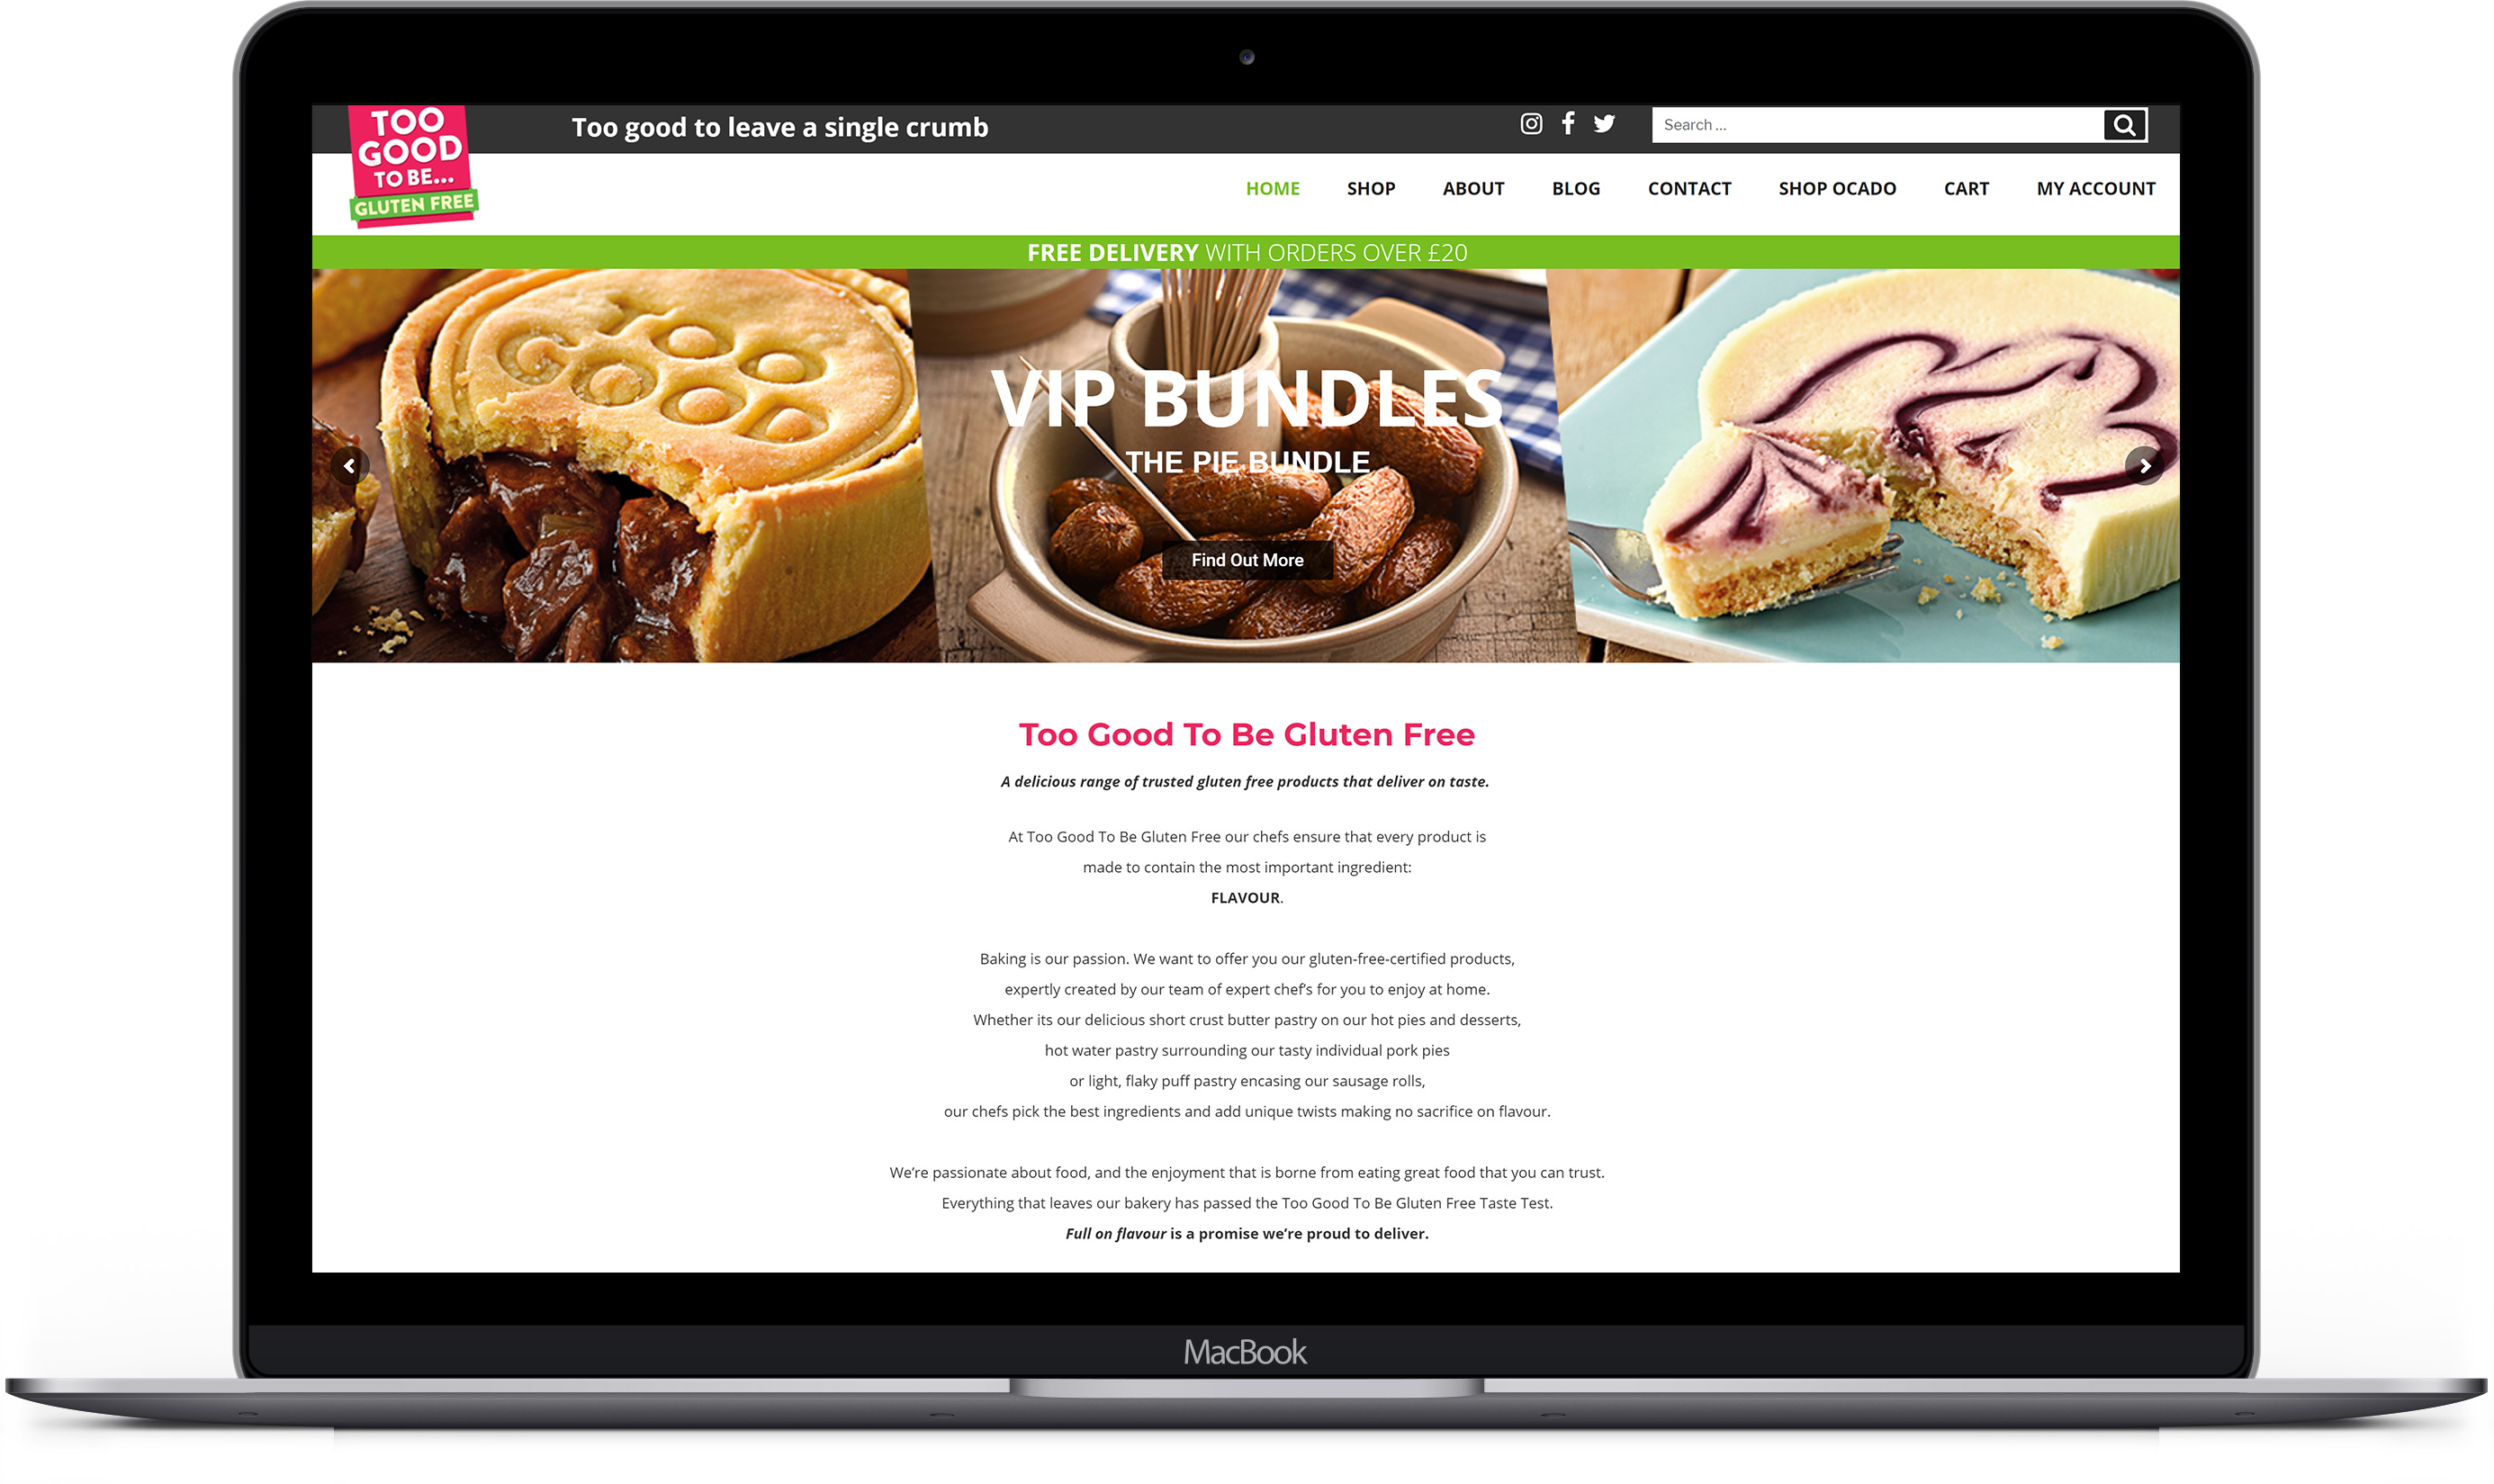 TOO
GOOD
TO BE...
GLUTEN FREE
Too good to leave a single crumb
Search ...
HOME SHOP ABOUT BLOG CONTACT SHOP OCADO CART MY ACCOUNT
FREE DELIVERY WITH ORDERS OVER £20
VIP BUNDLES
THE PIE BUNDLE
Find Out More
Too Good To Be Gluten Free
A delicious range of trusted gluten free products that deliver on taste.
At Too Good To Be Gluten Free our chefs ensure that every product is
made to contain the most important ingredient:
FLAVOUR.
Baking is our passion. We want to offer you our gluten-free-certified products,
expertly created by our team of expert chef’s for you to enjoy at home.
Whether its our delicious short crust butter pastry on our hot pies and desserts,
hot water pastry surrounding our tasty individual pork pies
or light, flaky puff pastry encasing our sausage rolls,
our chefs pick the best ingredients and add unique twists making no sacrifice on flavour.
We’re passionate about food, and the enjoyment that is borne from eating great food that you can trust.
Everything that leaves our bakery has passed the Too Good To Be Gluten Free Taste Test.
Full on flavour is a promise we’re proud to deliver.
MacBook